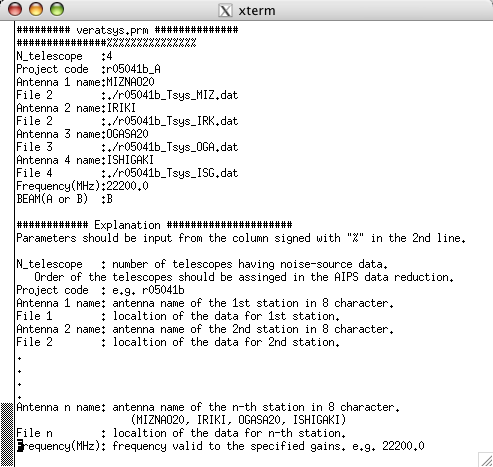 X xterm
######### veratsys.prm ##############
###############%%%%%%%%%%%%%%%
N_telescope   :4
Project code  :r05041b_A
Antenna 1 name:MIZNAO20
File 2        :./r05041b_Tsys_MIZ.dat
Antenna 2 name:IRIKI
File 2        :./r05041b_Tsys_IRK.dat
Antenna 3 name:OGASA20
File 3        :./r05041b_Tsys_OGA.dat
Antenna 4 name:ISHIGAKI
File 4        :./r05041b_Tsys_ISG.dat
Frequency(MHz):22200.0
BEAM(A or B)  :B
############ Explanation #####################
Parameters should be input from the column signed with "%" in the 2nd line.
N_telescope   : number of telescopes having noise-source data.
Order of the telescopes should be assinged in the AIPS data reduction.
Project code  : e.g. r05041b
Antenna 1 name: antenna name of the 1st station in 8 character.
File 1        : localtion of the data for 1st station.
Antenna 2 name: antenna name of the 2nd station in 8 character.
File 2        : localtion of the data for 2nd station.
.
.
.
.
Antenna n name: antenna name of the n-th station in 8 character.
(MIZNAO20, IRIKI, OGASA20, ISHIGAKI)
File n        : localtion of the data for n-th station.
Frequency(MHz): frequency valid to the specified gains. e.g. 22200.0